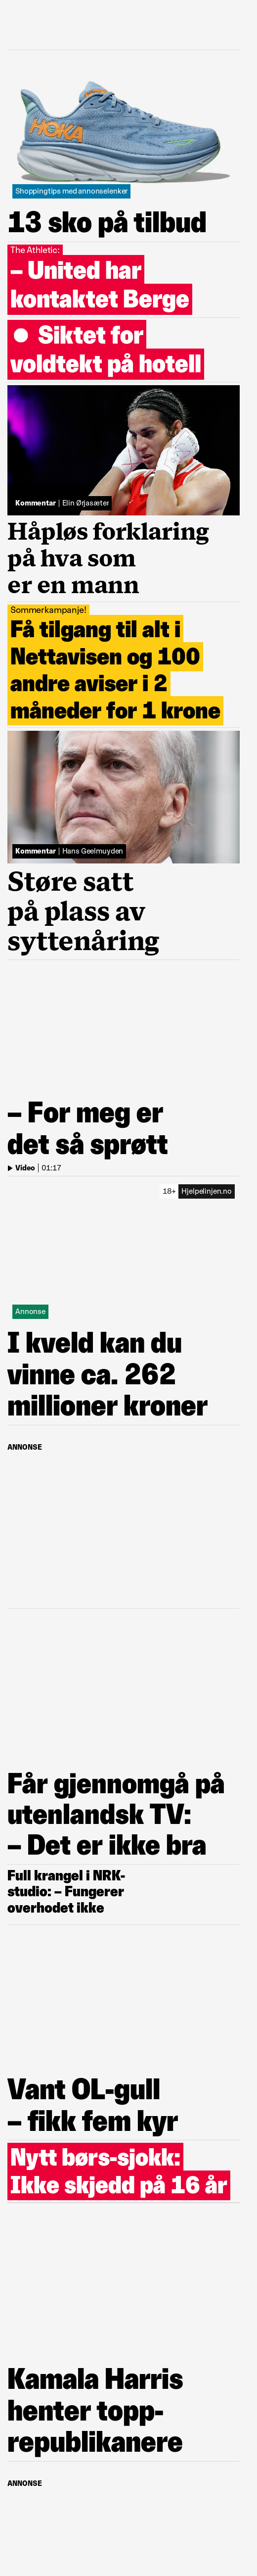 HOKA
Shoppingtips med annonselenker
13 sko på tilbud
The Athletic:
– United har
kontaktet Berge
● Siktet for
voldtekt på hotell
Kommentar | Elin Ørjasæter
Håpløs forklaring
på hva som
er en mann
Sommerkampanje!
Få tilgang til alt i
Nettavisen og 100
andre aviser i 2
måneder for 1 krone
Kommentar | Hans Geelmuyden
Støre satt
på plass av
syttenåring
– For meg er
det så sprøtt
Video | 01:17
18+ Hjelpelinjen.no
Annonse
I kveld kan du
vinne ca. 262
millioner kroner
ANNONSE
Får gjennomgå på
utenlandsk TV:
– Det er ikke bra
Full krangel i NRK-
studio: – Fungerer
overhodet ikke
Vant OL-gull
– fikk fem kyr
Nytt børs-sjokk:
Ikke skjedd på 16 år
Kamala Harris
henter topp-
republikanere
ANNONSE